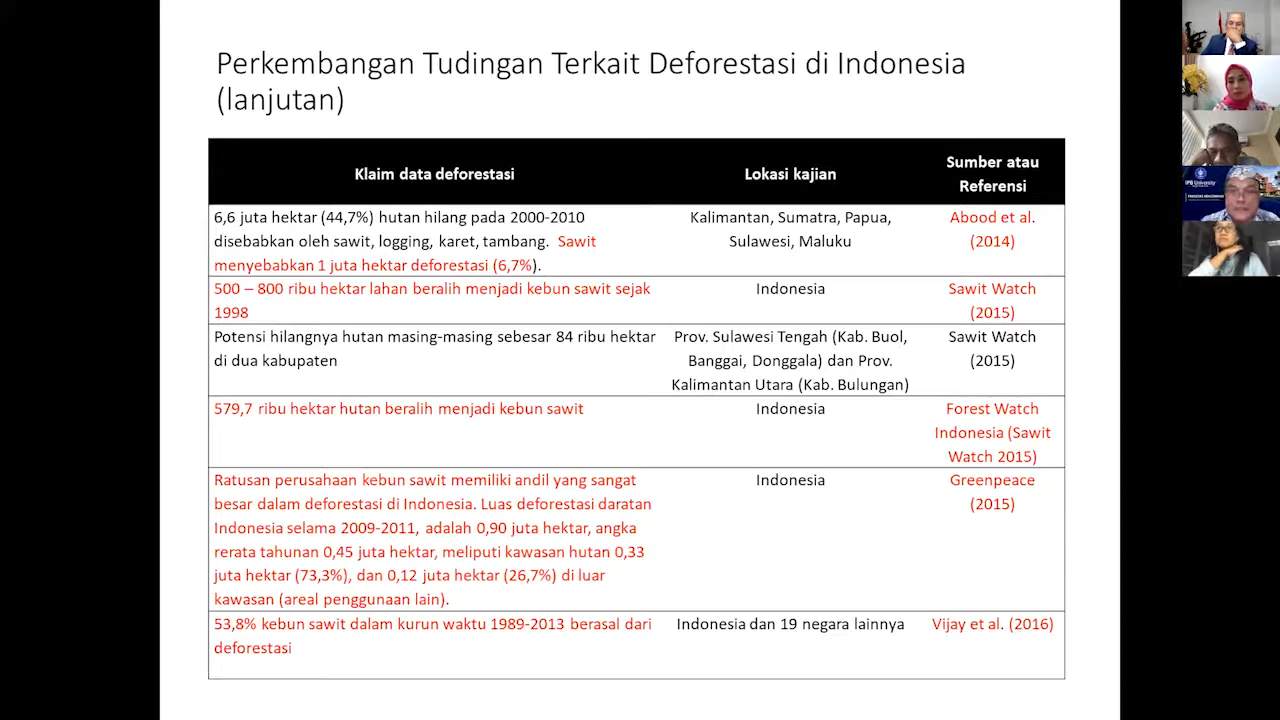 Perkembangan Tudingan Terkait Deforestasi di Indonesia
(lanjutan)
Klaim data deforestasi
Lokasi kajian
Sumber atau
Referensi
6,6 juta hektar (44,7%) hutan hilang pada 2000-2010
disebabkan oleh sawit, logging, karet, tambang. Sawit
menyebabkan 1 juta hektar deforestasi (6,7%).
Kalimantan, Sumatra, Papua,
Sulawesi, Maluku
Abood et al.
(2014)
500 – 800 ribu hektar lahan beralih menjadi kebun sawit sejak
1998
Indonesia
Sawit Watch
(2015)
Potensi hilangnya hutan masing-masing sebesar 84 ribu hektar
di dua kabupaten
Prov. Sulawesi Tengah (Kab. Buol,
Banggai, Donggala) dan Prov.
Kalimantan Utara (Kab. Bulungan)
Sawit Watch
(2015)
579,7 ribu hektar hutan beralih menjadi kebun sawit
Indonesia
Forest Watch
Indonesia (Sawit
Watch 2015)
Ratusan perusahaan kebun sawit memiliki andil yang sangat
besar dalam deforestasi di Indonesia. Luas deforestasi daratan
Indonesia selama 2009-2011, adalah 0,90 juta hektar, angka
rerata tahunan 0,45 juta hektar, meliputi kawasan hutan 0,33
juta hektar (73,3%), dan 0,12 juta hektar (26,7%) di luar
kawasan (areal penggunaan lain).
Indonesia
Greenpeace
(2015)
53,8% kebun sawit dalam kurun waktu 1989-2013 berasal dari
deforestasi
Indonesia dan 19 negara lainnya
Vijay et al. (2016)
IPB University